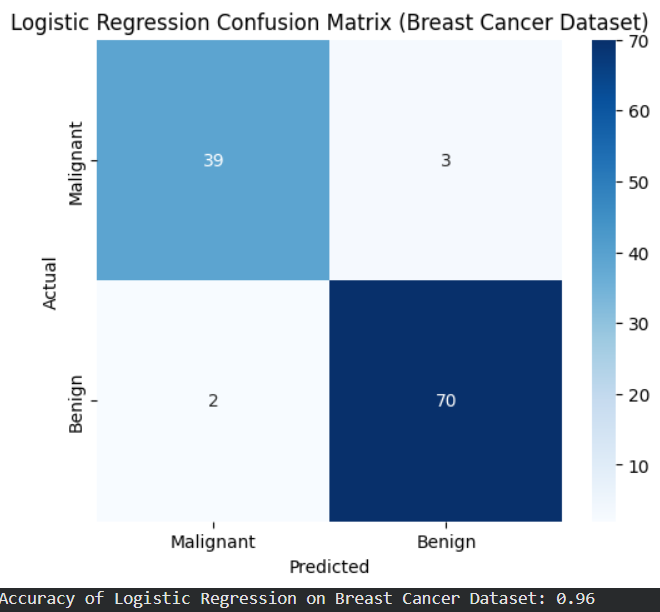 Logistic Regression Confusion Matrix (Breast Cancer Dataset)
70
60
50
40
30
20
10
Actual
Malignant
39
3
Benign
2
70
Malignant
Benign
Predicted
Accuracy of Logistic Regression on Breast Cancer Dataset: 0.96